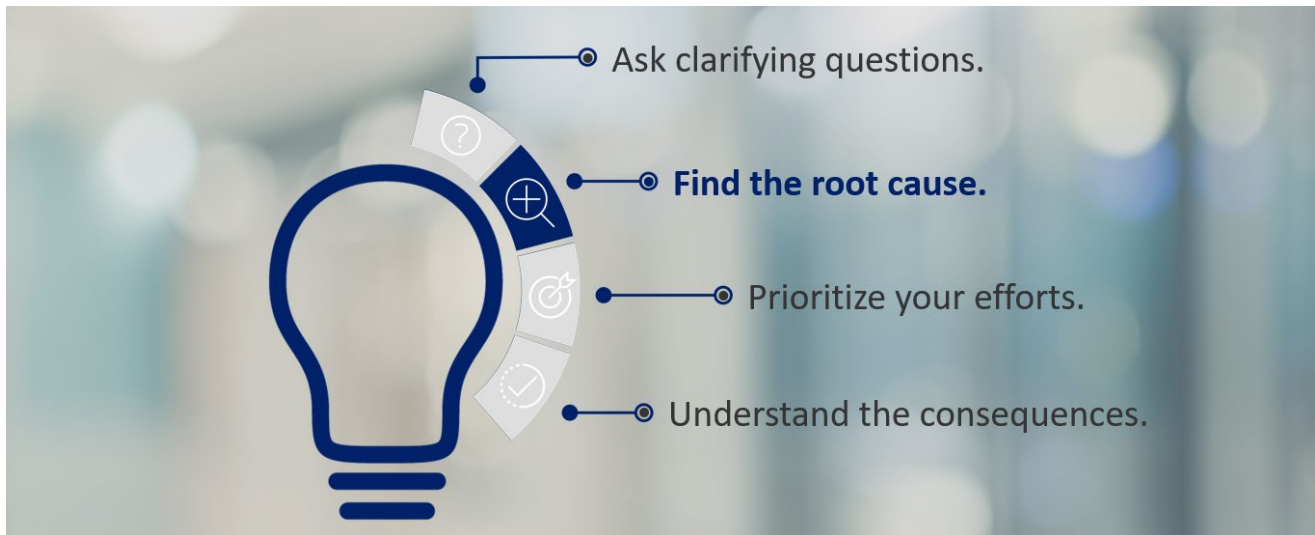 Ask clarifying questions.
Find the root cause.
Prioritize your efforts.
Understand the consequences.